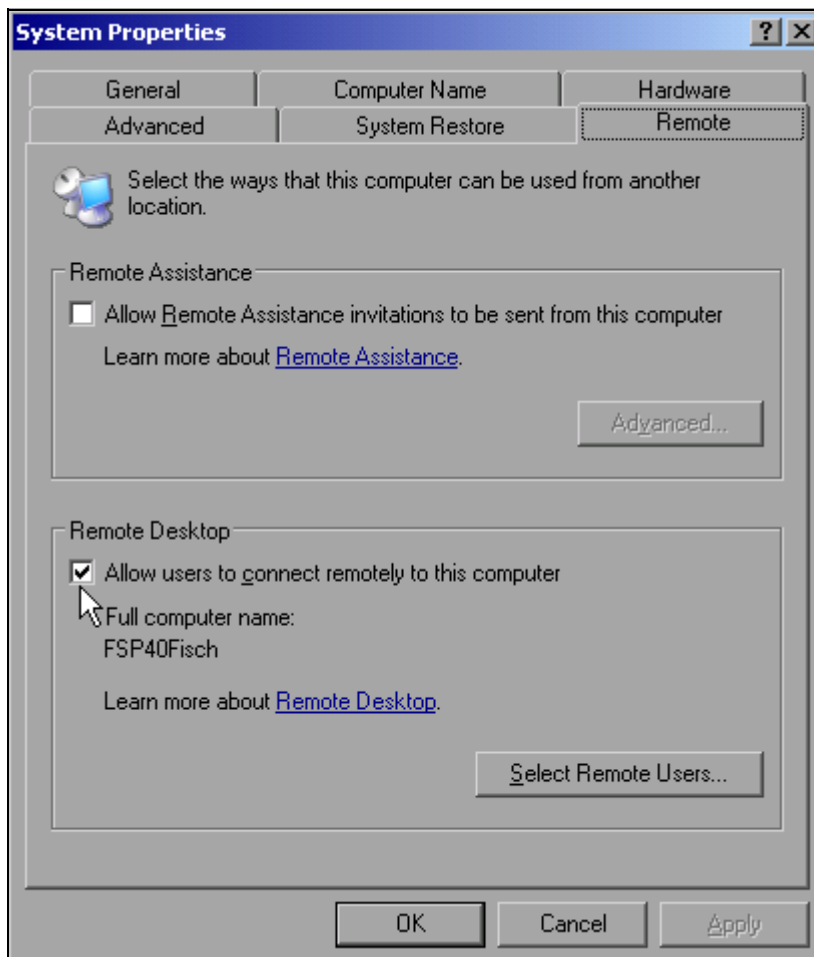 System Properties
General
Computer Name
Hardware
Advanced
System Restore
Remote
Select the ways that this computer can be used from another
location.
Remote Assistance
Allow Remote Assistance invitations to be sent from this computer
Learn more about Remote Assistance.
Advanced...
Remote Desktop
Allow users to connect remotely to this computer
Full computer name:
FSP40Fisch
Learn more about Remote Desktop.
Select Remote Users...
OK
Cancel
Apply